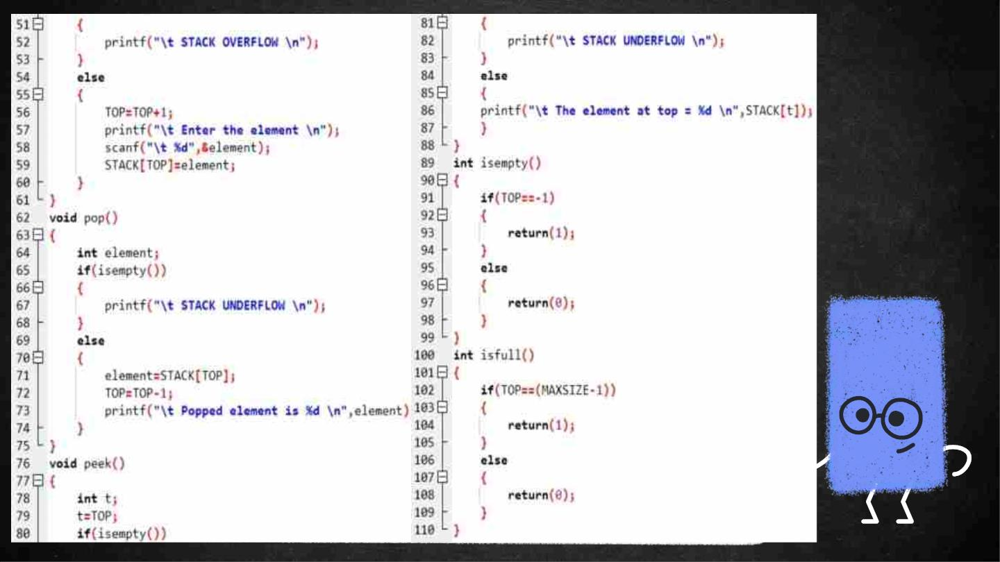 51 {
52 printf("\t STACK OVERFLOW \n");
53 }
54 else
55 {
56 TOP=TOP+1;
57 printf("\t Enter the element \n");
58 scanf("\t %d",&element);
59 STACK[TOP]=element;
60 }
61 }
62 void pop()
63 {
64 int element;
65 if(isempty())
66 {
67 printf("\t STACK UNDERFLOW \n");
68 }
69 else
70 {
71 element=STACK[TOP];
72 TOP=TOP-1;
73 printf("\t Popped element is %d \n",element)
74 }
75 }
76 void peek()
77 {
78 int t;
79 t=TOP;
80 if(isempty())
81 {
82 printf("\t STACK UNDERFLOW \n");
83 }
84 else
85 {
86 printf("\t The element at top = %d \n",STACK[t]);
87 }
88 }
89 int isempty()
90 {
91 if(TOP==-1)
92 {
93 return(1);
94 }
95 else
96 {
97 return(0);
98 }
99 }
100 int isfull()
101 {
102 if(TOP==(MAXSIZE-1))
103 {
104 return(1);
105 }
106 else
107 {
108 return(0);
109 }
110 }